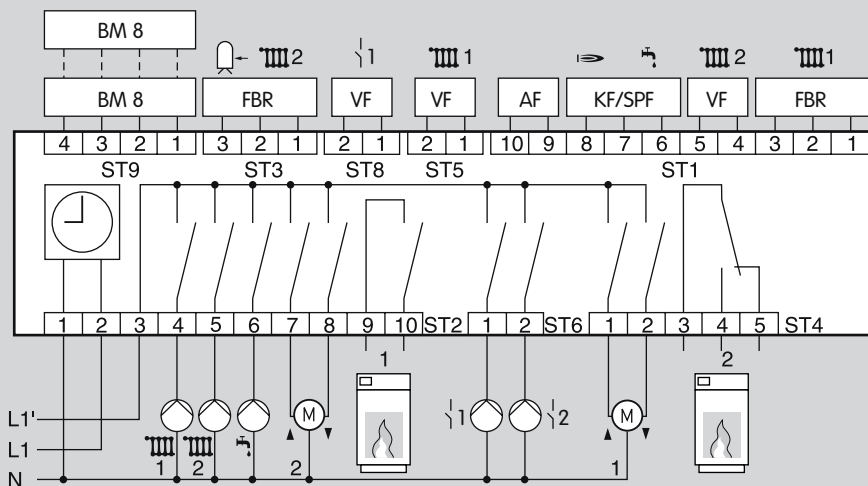 BM 8
2 1 1 2 1
BM 8 FBR VF VF AF KF/SPF VF FBR
4 3 2 1 3 2 1 2 1 2 1 10 9 8 7 6 5 4 3 2 1
ST9 ST3 ST8 ST5 ST1
1 2 3 4 5 6 7 8 9 10 ST2 1 2 ST6 1 2 3 4 5 ST4
1 2
L1' M 1 2 M
L1 1 2 2 1
N